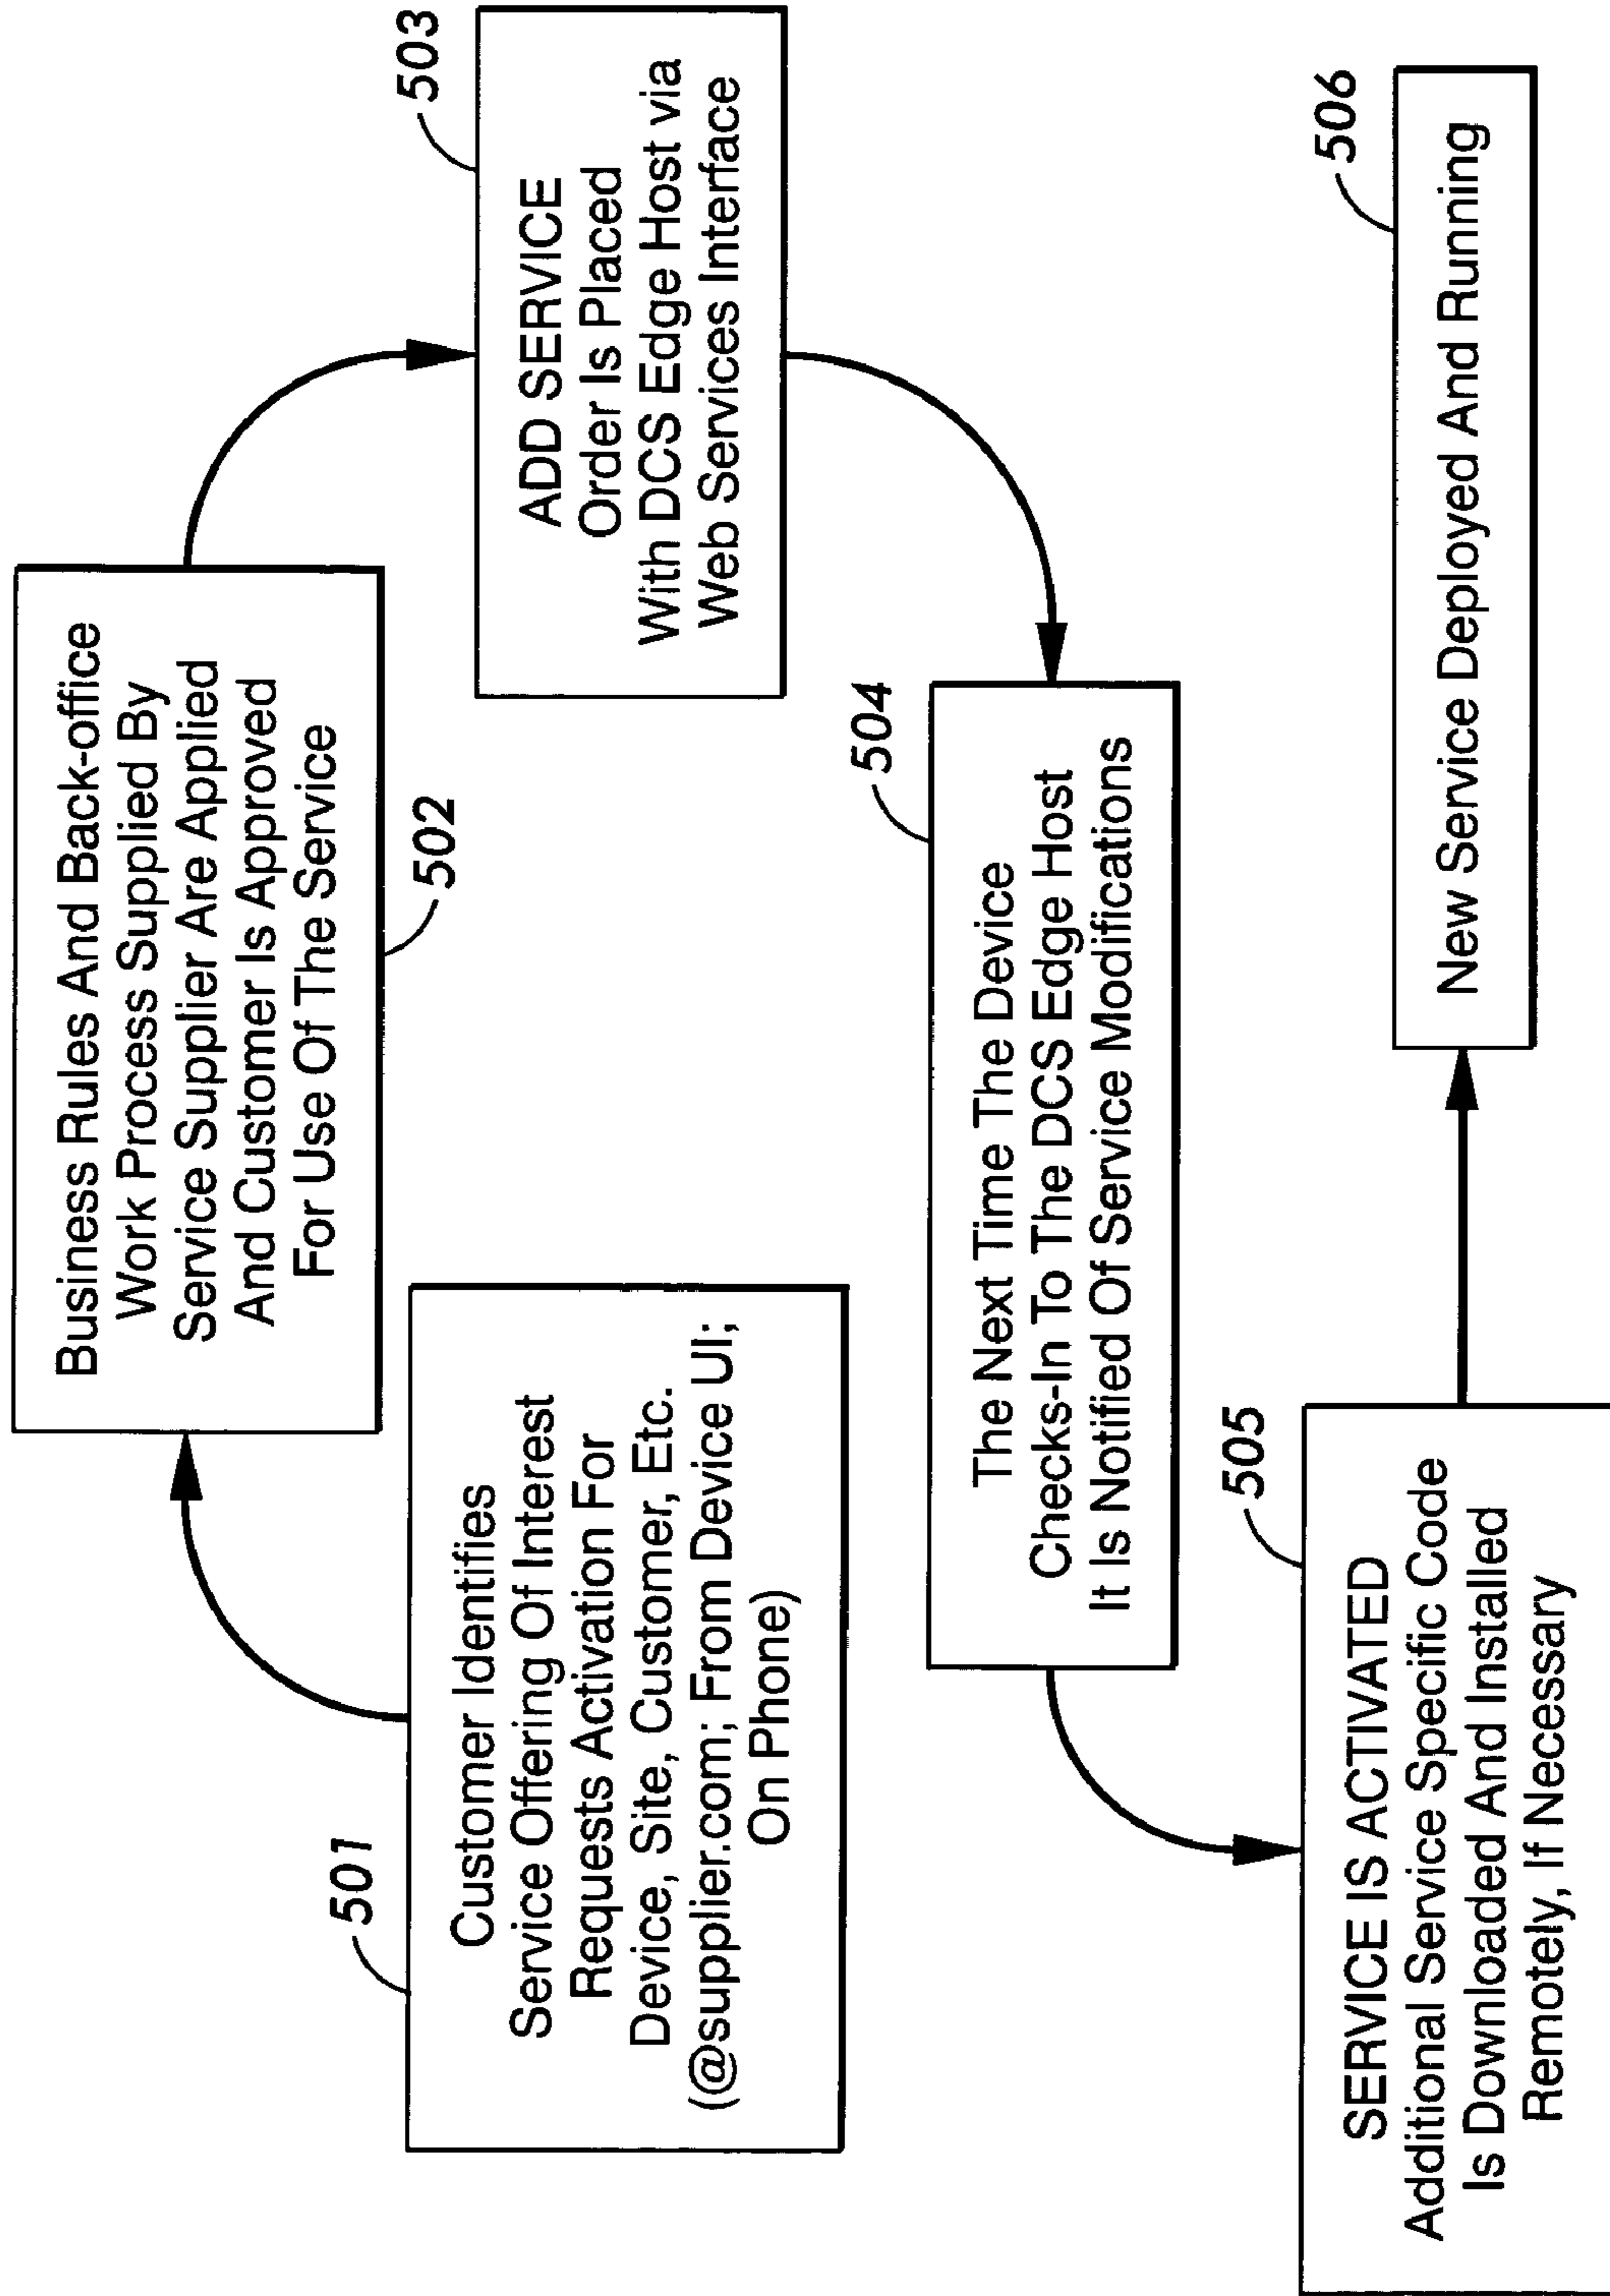 501
Customer Identifies
Service Offering Of Interest
Requests Activation For
Device, Site, Customer, Etc.
(@supplier.com; From Device UI;
On Phone)
Business Rules And Back-office
Work Process Supplied By
Service Supplier Are Applied
And Customer Is Approved
For Use Of The Service
502
503
ADD SERVICE
Order Is Placed
With DCS Edge Host via
Web Services Interface
504
The Next Time The Device
Checks-In To The DCS Edge Host
It Is Notified Of Service Modifications
505
SERVICE IS ACTIVATED
Additional Service Specific Code
Is Downloaded And Installed
Remotely, If Necessary
506
New Service Deployed And Running